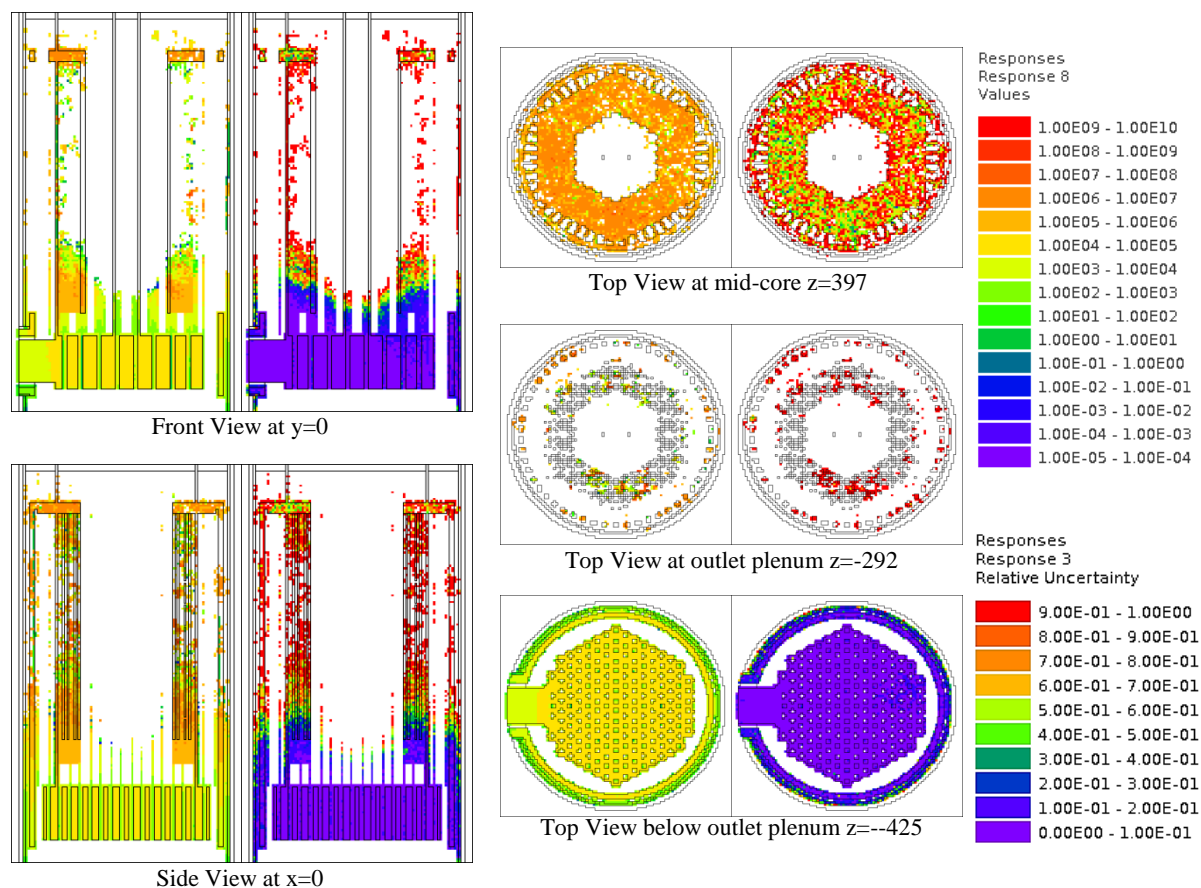 Front View at y=0
Side View at x=0
Top View at mid-core z=397
Top View at outlet plenum z=-292
Top View below outlet plenum z=--425
Responses
Response 8
Values
1.00E09 - 1.00E10
1.00E08 - 1.00E09
1.00E07 - 1.00E08
1.00E06 - 1.00E07
1.00E05 - 1.00E06
1.00E04 - 1.00E05
1.00E03 - 1.00E04
1.00E02 - 1.00E03
1.00E01 - 1.00E02
1.00E00 - 1.00E01
1.00E-01 - 1.00E00
1.00E-02 - 1.00E-01
1.00E-03 - 1.00E-02
1.00E-04 - 1.00E-03
1.00E-05 - 1.00E-04
Responses
Response 3
Relative Uncertainty
9.00E-01 - 1.00E00
8.00E-01 - 9.00E-01
7.00E-01 - 8.00E-01
6.00E-01 - 7.00E-01
5.00E-01 - 6.00E-01
4.00E-01 - 5.00E-01
3.00E-01 - 4.00E-01
2.00E-01 - 3.00E-01
1.00E-01 - 2.00E-01
0.00E00 - 1.00E-01